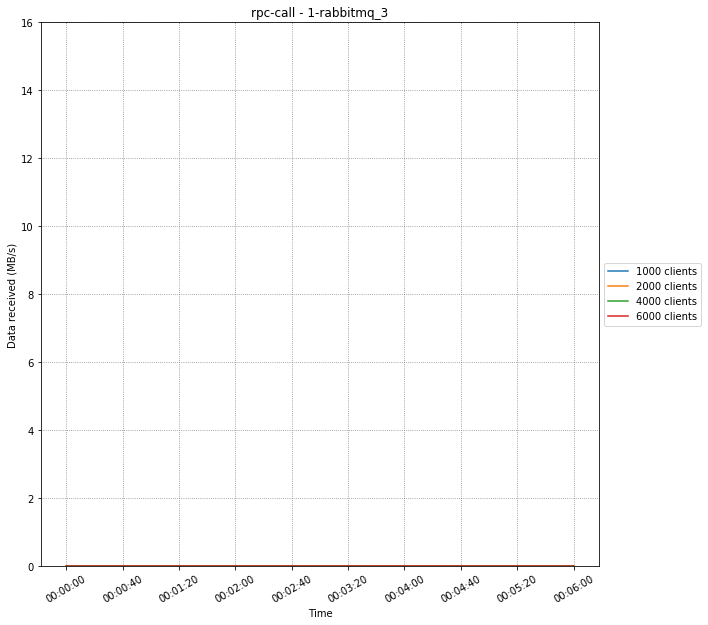 rpc-call - 1-rabbitmq_3
16
14
12
10
8
6
4
2
0
Data received (MB/s)
1000 clients
2000 clients
4000 clients
6000 clients
00:00:00
00:00:40
00:01:20
00:02:00
00:02:40
00:03:20
00:04:00
00:04:40
00:05:20
00:06:00
Time